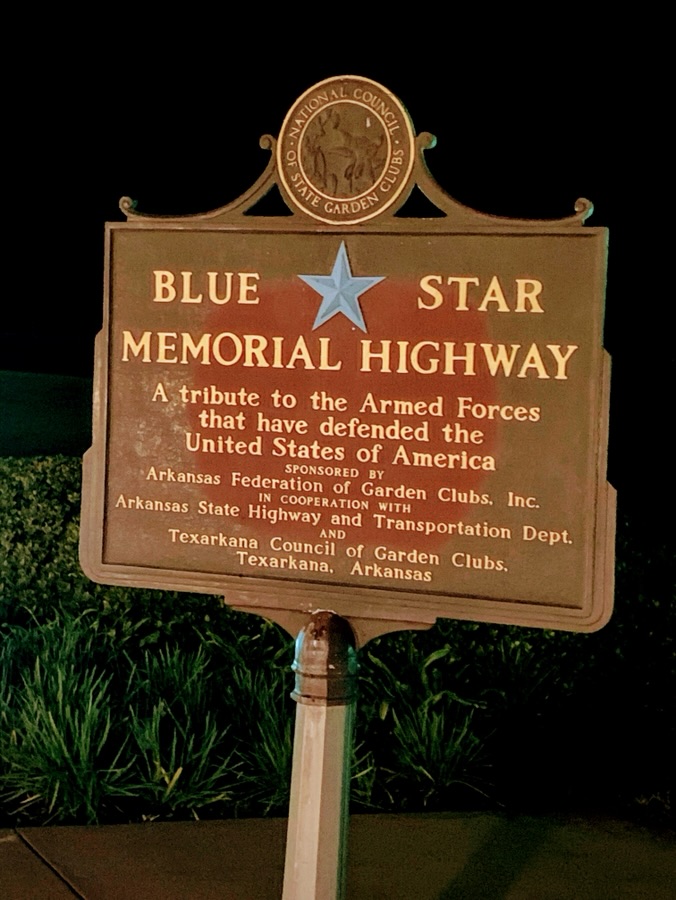 NATIONAL COUNCIL
OF STATE GARDEN CLUBS
BLUE STAR
MEMORIAL HIGHWAY
A tribute to the Armed Forces
that have defended the
United States of America
SPONSORED BY
Arkansas Federation of Garden Clubs, Inc.
IN COOPERATION WITH
Arkansas State Highway and Transportation Dept.
AND
Texarkana Council of Garden Clubs,
Texarkana, Arkansas